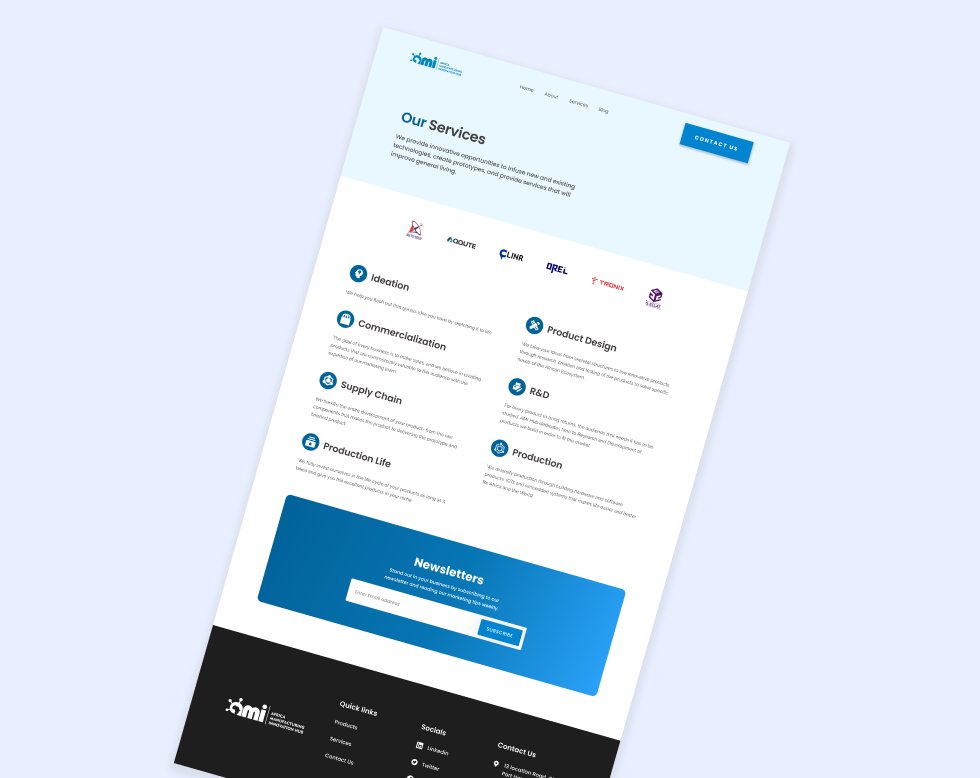 ami AFRICA
MANUFACTURING
INNOVATION HUB
Home About Services Blog
CONTACT US
Our Services
We provide innovative opportunities to infuse new and existing
technologies, create prototypes, and provide services that will
improve general living.
AQOUTE
CLINR
QREL
TRONIX
Ideation
We help you flesh out that genius idea you have by sketching it to life.
Commercialization
The goal of every business is to make sales, and we believe in creating
products that are commercially valuable to the audience with the
expertise of our marketing team.
Supply Chain
We handle the entire development of your product- from the raw
components that makes the product to delivering the prototype and
finished product.
Production Life
We fully invest ourselves in the life cycle of your products as long as it
takes and give you the excellent products in your niche.
Product Design
We take your ideas from skeletal structures to live innovative products
through research, creation and testing of the products to solve specific
needs of the African Ecosystem.
R&D
For every product to bring returns, the audience that needs it has to be
studied. AMI Hub dedicates time to Research and Development of
products we build in order to fit the market.
Production
We diversify production through building hardware and software
products. IOTs and embedded systems that makes life easier and better
for Africa and the World.
Newsletters
Stand out in your business by subscribing to our
newsletter and reading our marketing tips weekly.
Enter Email address
SUBSCRIBE
ami AFRICA
MANUFACTURING
INNOVATION HUB
Quick links
Products
Services
Contact Us
Socials
Linkedin
Twitter
Contact Us
13 location Road,
Port